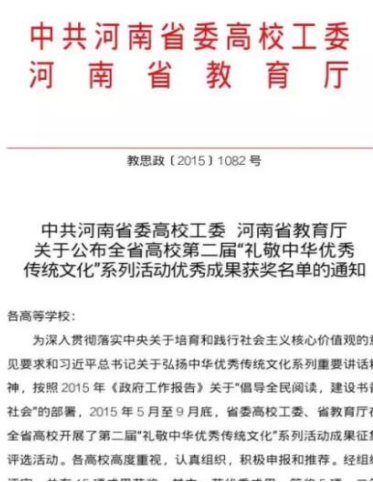 中共河南省委高校工委
河南省教育厅
教思政〔2015〕1082 号
中共河南省委高校工委 河南省教育厅
关于公布全省高校第二届“礼敬中华优秀
传统文化”系列活动优秀成果获奖名单的通知
各高等学校：
为深入贯彻落实中央关于培育和践行社会主义核心价值观的意
见要求和习近平总书记关于弘扬中华优秀传统文化系列重要讲话精
神，按照 2015 年《政府工作报告》关于“倡导全民阅读，建设书香
社会”的部署，2015 年 5 月至 9 月底，省委高校工委、省教育厅在
全省高校开展了第二届“礼敬中华优秀传统文化”系列活动成果征集
评选活动。各高校高度重视，认真组织，积极申报和推荐。经组织